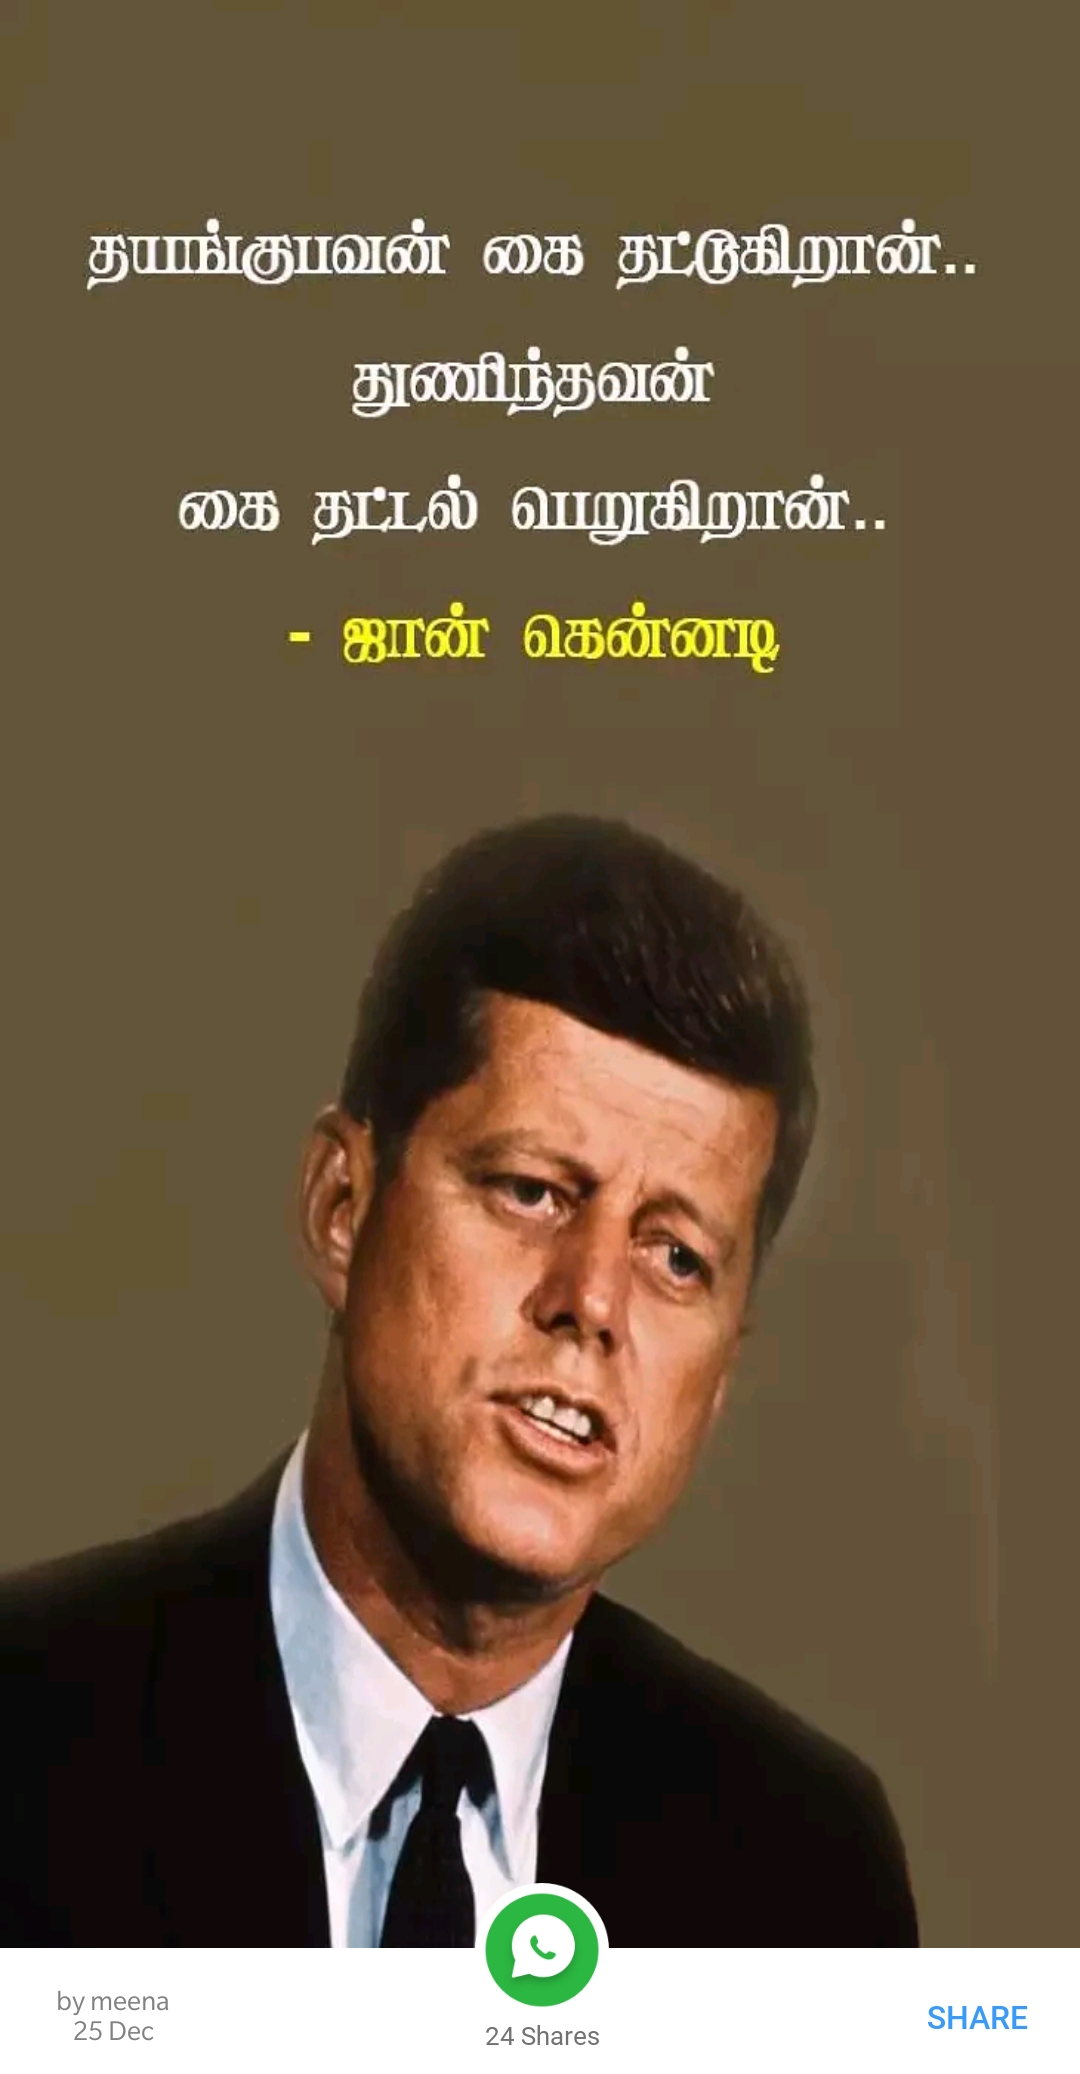 தயங்குபவன் கை தட்டுகிறான்..
துணிந்தவன்
கை தட்டல் பெறுகிறான்..
- ஜான் கென்னடி
by meena
25 Dec
24 Shares
SHARE